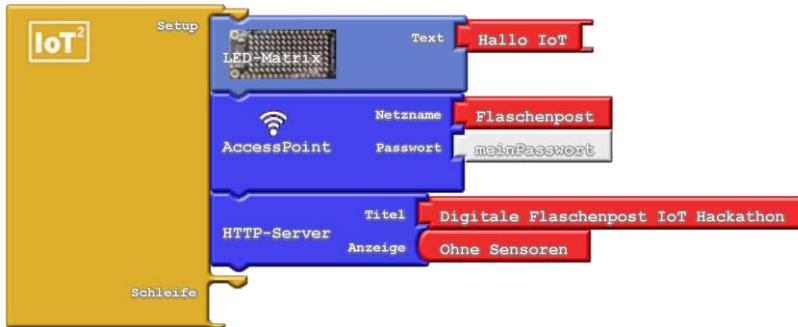 IoT²
Setup
LED-Matrix
Text
Hallo IoT
AccessPoint
Netzname
Flaschenpost
Passwort
meinPasswort
HTTP-Server
Titel
Digitale Flaschenpost IoT Hackathon
Anzeige
Ohne Sensoren
Schleife